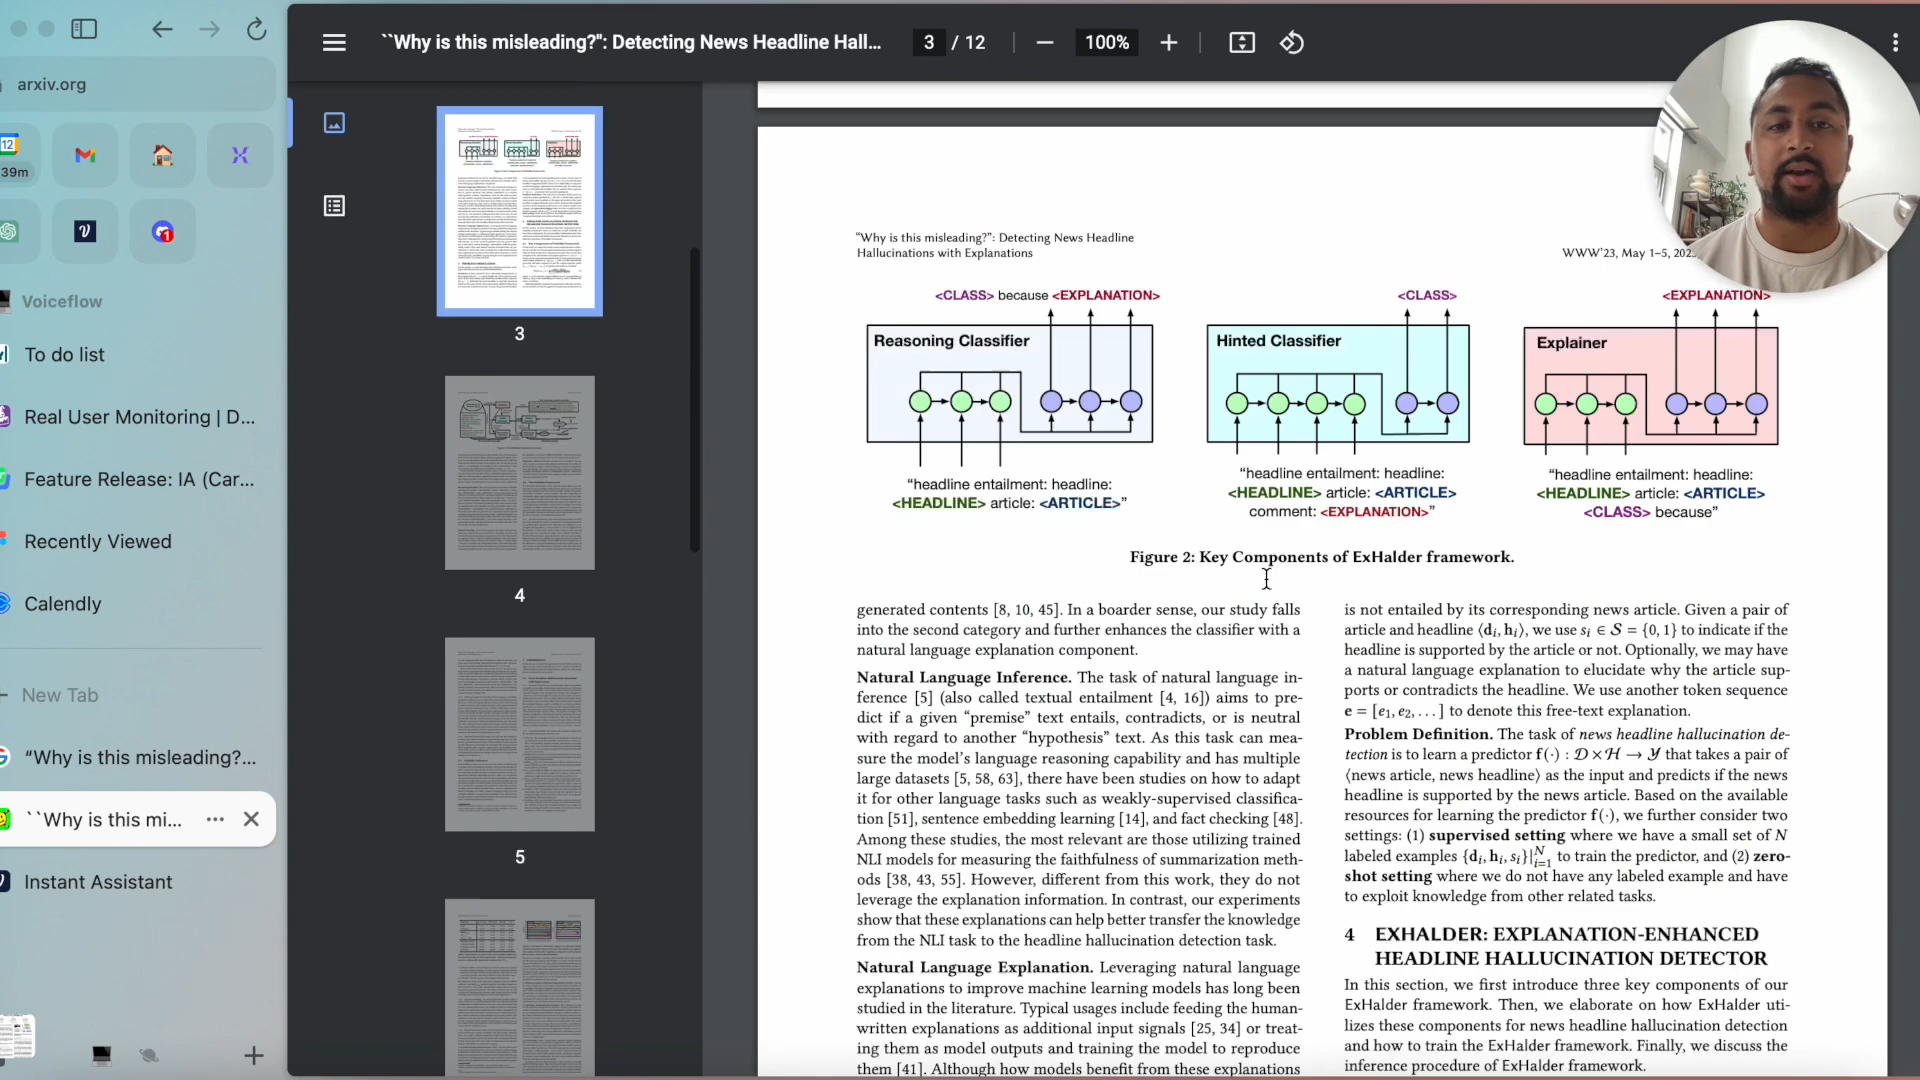 arxiv.org
12
39m
1
Voiceflow
To do list
Real User Monitoring | D...
Feature Release: IA (Car...
Recently Viewed
Calendly
New Tab
“Why is this misleading?...
``Why is this mi...
Instant Assistant
``Why is this misleading?": Detecting News Headline Hall...
3 / 12
100%
3
4
5
“Why is this misleading?”: Detecting News Headline
Hallucinations with Explanations
WWW’23, May 1–5, 202
<CLASS> because <EXPLANATION>
Reasoning Classifier
“headline entailment: headline:
<HEADLINE> article: <ARTICLE>”
<CLASS>
Hinted Classifier
“headline entailment: headline:
<HEADLINE> article: <ARTICLE>
comment: <EXPLANATION>”
<EXPLANATION>
Explainer
“headline entailment: headline:
<HEADLINE> article: <ARTICLE>
<CLASS> because”
Figure 2: Key Components of ExHalder framework.
generated contents [8, 10, 45]. In a boarder sense, our study falls
into the second category and further enhances the classifier with a
natural language explanation component.
Natural Language Inference. The task of natural language in-
ference [5] (also called textual entailment [4, 16]) aims to pre-
dict if a given “premise” text entails, contradicts, or is neutral
with regard to another “hypothesis” text. As this task can mea-
sure the model’s language reasoning capability and has multiple
large datasets [5, 58, 63], there have been studies on how to adapt
it for other language tasks such as weakly-supervised classifica-
tion [51], sentence embedding learning [14], and fact checking [48].
Among these studies, the most relevant are those utilizing trained
NLI models for measuring the faithfulness of summarization meth-
ods [38, 43, 55]. However, different from this work, they do not
leverage the explanation information. In contrast, our experiments
show that these explanations can help better transfer the knowledge
from the NLI task to the headline hallucination detection task.
Natural Language Explanation. Leveraging natural language
explanations to improve machine learning models has long been
studied in the literature. Typical usages include feeding the human-
written explanations as additional input signals [25, 34] or treat-
ing them as model outputs and training the model to reproduce
them [41]. Although how models benefit from these explanations
is not entailed by its corresponding news article. Given a pair of
article and headline ⟨dᵢ, hᵢ⟩, we use sᵢ ∈ 𝒮 = {0, 1} to indicate if the
headline is supported by the article or not. Optionally, we may have
a natural language explanation to elucidate why the article sup-
ports or contradicts the headline. We use another token sequence
e = [e₁, e₂, . . . ] to denote this free-text explanation.
Problem Definition. The task of news headline hallucination de-
tection is to learn a predictor f(·) : 𝒟 × ℋ → 𝒴 that takes a pair of
⟨news article, news headline⟩ as the input and predicts if the news
headline is supported by the news article. Based on the available
resources for learning the predictor f(·), we further consider two
settings: (1) supervised setting where we have a small set of N
labeled examples {dᵢ, hᵢ, sᵢ}|ᴺᵢ₌₁ to train the predictor, and (2) zero-
shot setting where we do not have any labeled example and have
to exploit knowledge from other related tasks.
4 EXHALDER: EXPLANATION-ENHANCED
HEADLINE HALLUCINATION DETECTOR
In this section, we first introduce three key components of our
ExHalder framework. Then, we elaborate on how ExHalder uti-
lizes these components for news headline hallucination detection
and how to train the ExHalder framework. Finally, we discuss the
inference procedure of ExHalder framework.